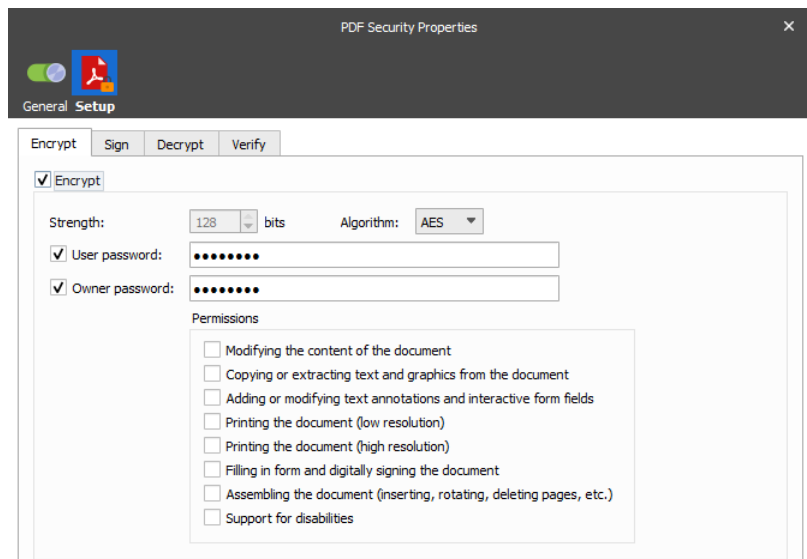 PDF Security Properties
General Setup
Encrypt Sign Decrypt Verify
Encrypt
Strength: 128 bits Algorithm: AES
User password: ●●●●●●●●
Owner password: ●●●●●●●●
Permissions
Modifying the content of the document
Copying or extracting text and graphics from the document
Adding or modifying text annotations and interactive form fields
Printing the document (low resolution)
Printing the document (high resolution)
Filling in form and digitally signing the document
Assembling the document (inserting, rotating, deleting pages, etc.)
Support for disabilities